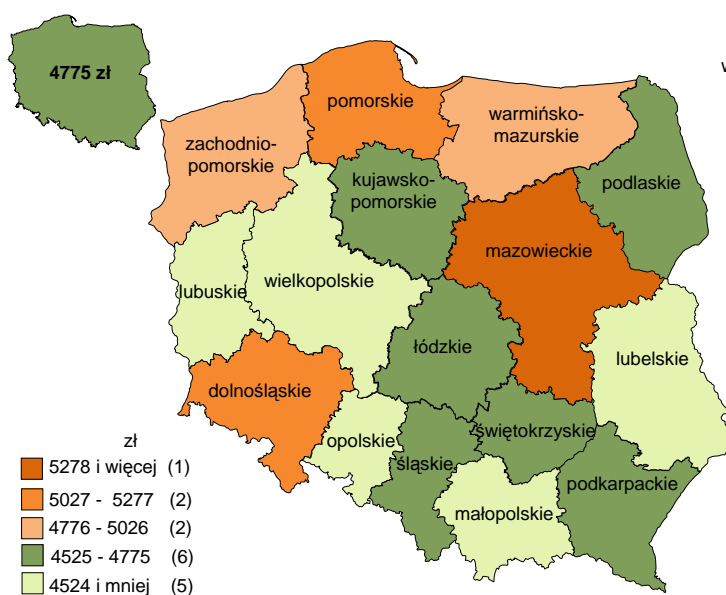 4775 zł
w
pomorskie
warmińsko-
mazurskie
zachodnio-
pomorskie
kujawsko-
pomorskie
podlaskie
mazowieckie
wielkopolskie
lubuskie
łódzkie
lubelskie
dolnośląskie
opolskie
świętokrzyskie
śląskie
podkarpackie
małopolskie
zł
5278 i więcej (1)
5027 - 5277 (2)
4776 - 5026 (2)
4525 - 4775 (6)
4524 i mniej (5)